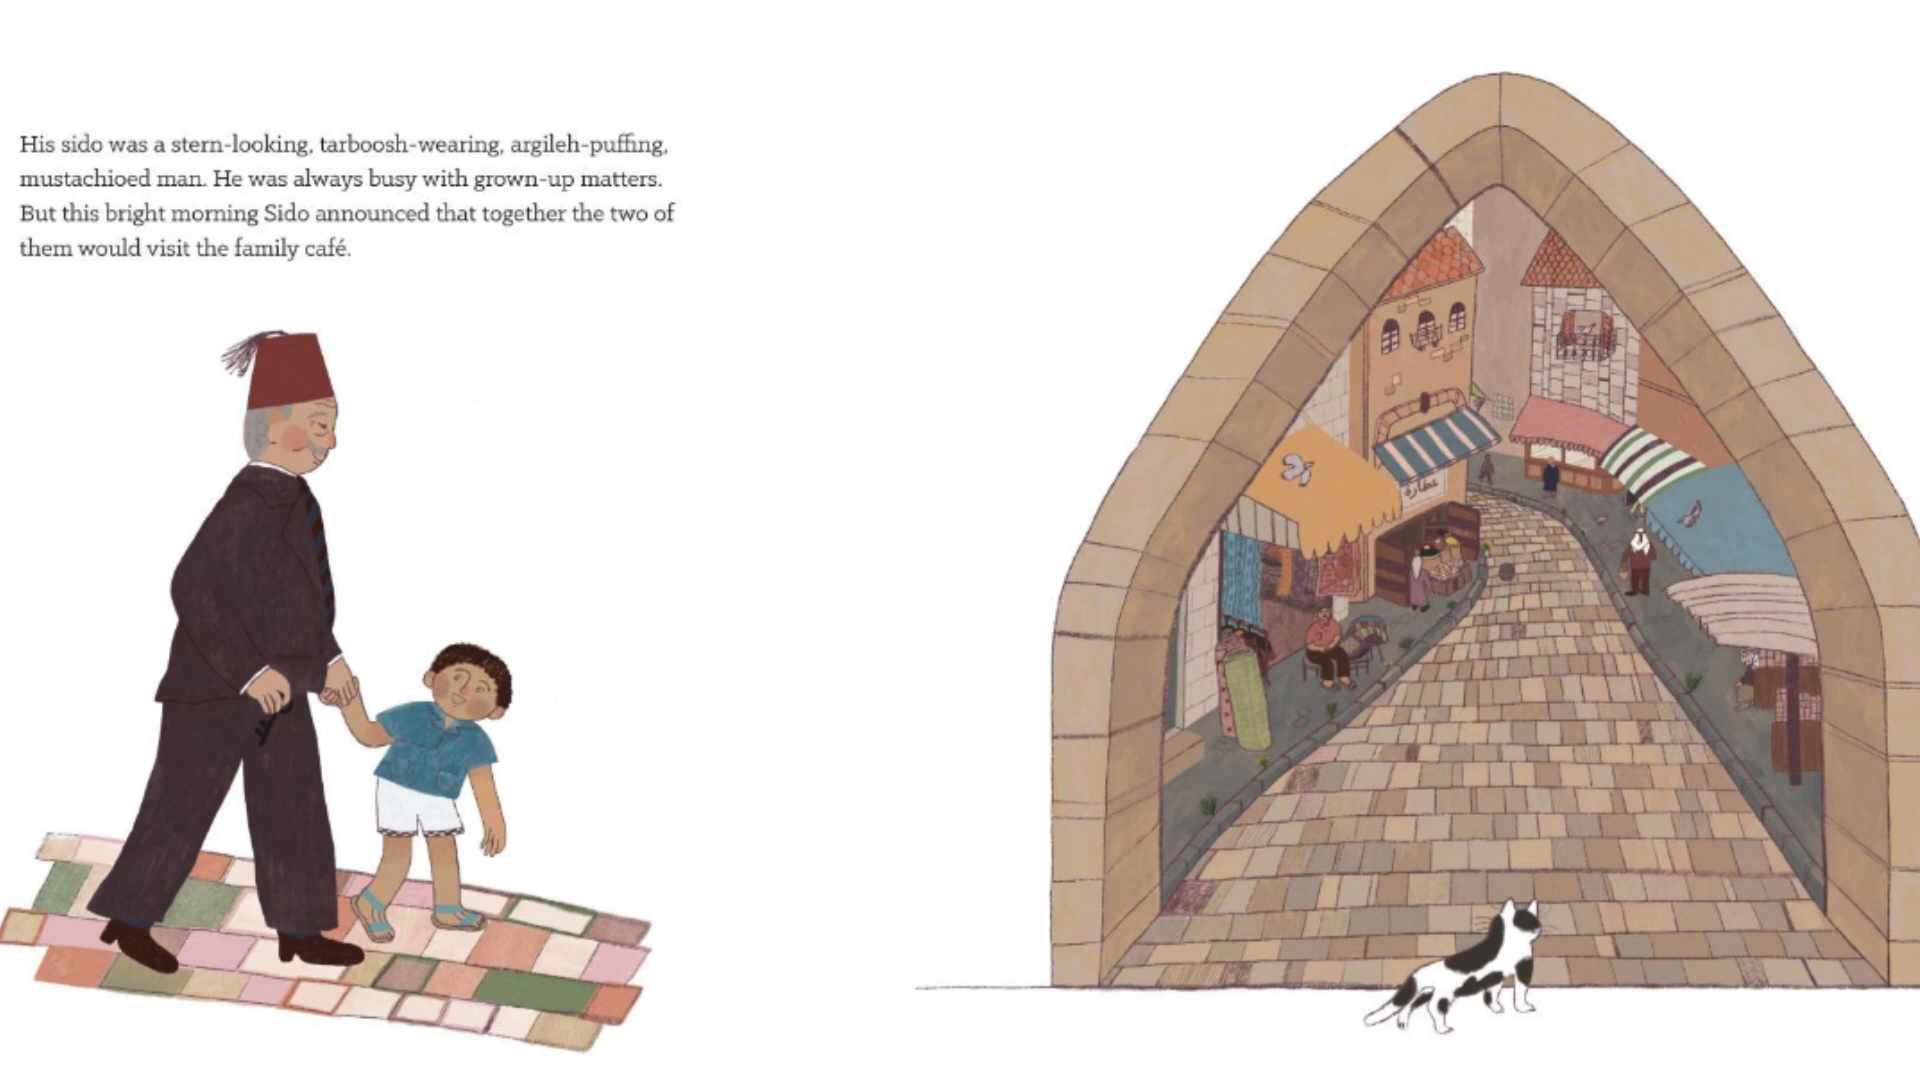 His sido was a stern-looking, tarboosh-wearing, argileh-puffing,
mustachioed man. He was always busy with grown-up matters.
But this bright morning Sido announced that together the two of
them would visit the family café.
عطارة